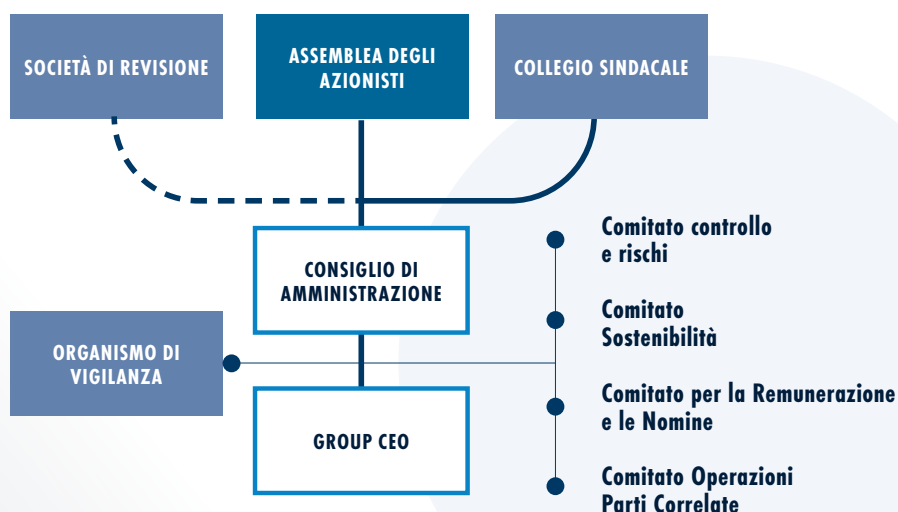 SOCIETÀ DI REVISIONE
ASSEMBLEA DEGLI
AZIONISTI
COLLEGIO SINDACALE
CONSIGLIO DI
AMMINISTRAZIONE
ORGANISMO DI
VIGILANZA
GROUP CEO
Comitato controllo
e rischi
Comitato
Sostenibilità
Comitato per la Remunerazione
e le Nomine
Comitato Operazioni
Parti Correlate